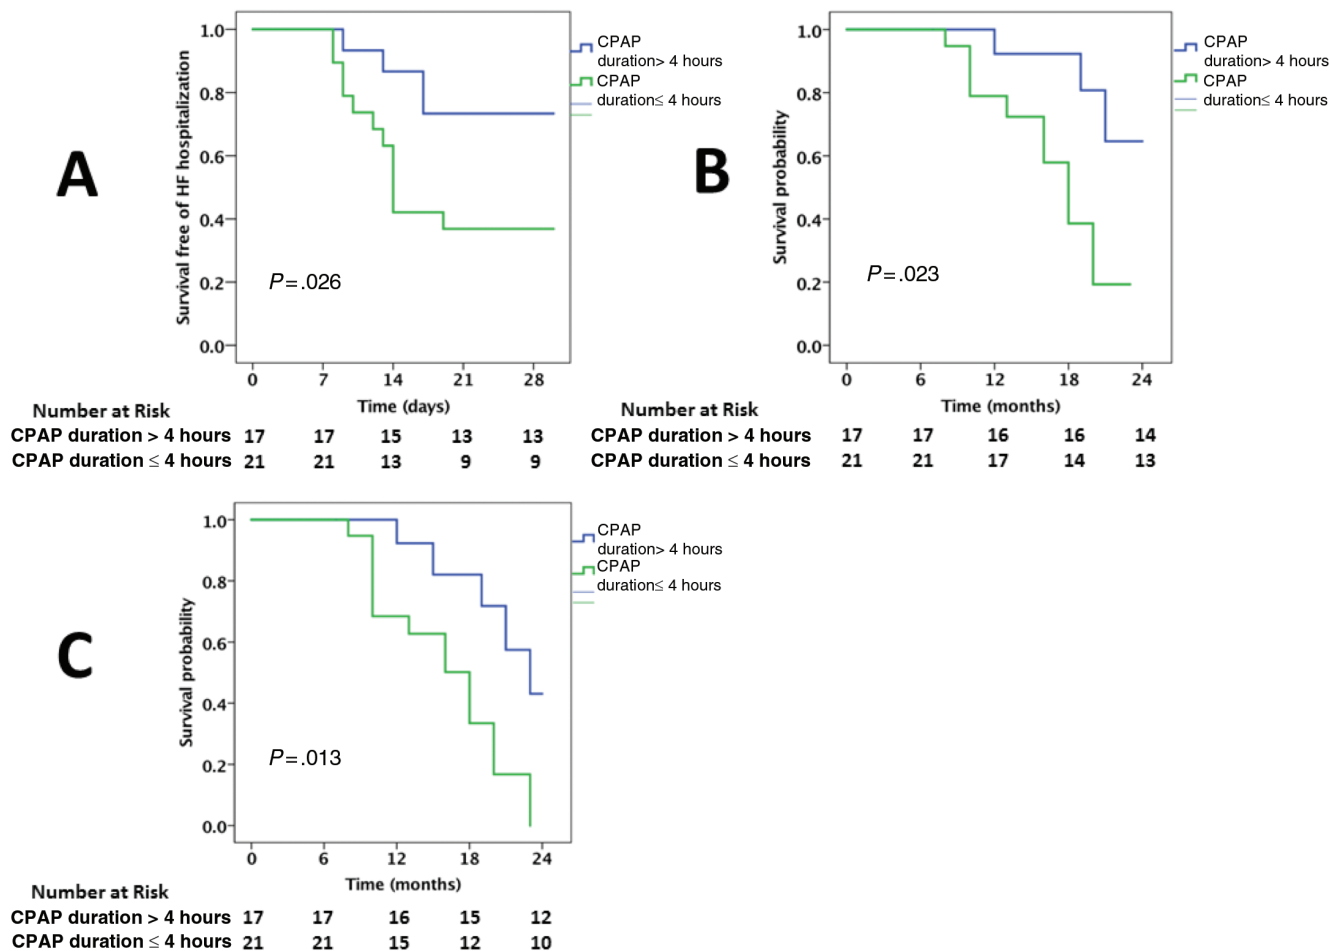 A
Survival free of HF hospitalization
1.0
0.8
0.6
0.4
0.2
0.0
P=.026
0 7 14 21 28
Time (days)
CPAP
duration> 4 hours
CPAP
duration≤ 4 hours
Number at Risk
CPAP duration > 4 hours 17 17 15 13 13
CPAP duration ≤ 4 hours 21 21 13 9 9
B
Survival probability
1.0
0.8
0.6
0.4
0.2
0.0
P=.023
0 6 12 18 24
Time (months)
CPAP
duration> 4 hours
CPAP
duration≤ 4 hours
Number at Risk
CPAP duration > 4 hours 17 17 16 16 14
CPAP duration ≤ 4 hours 21 21 17 14 13
C
Survival probability
1.0
0.8
0.6
0.4
0.2
0.0
P=.013
0 6 12 18 24
Time (months)
CPAP
duration> 4 hours
CPAP
duration≤ 4 hours
Number at Risk
CPAP duration > 4 hours 17 17 16 15 12
CPAP duration ≤ 4 hours 21 21 15 12 10